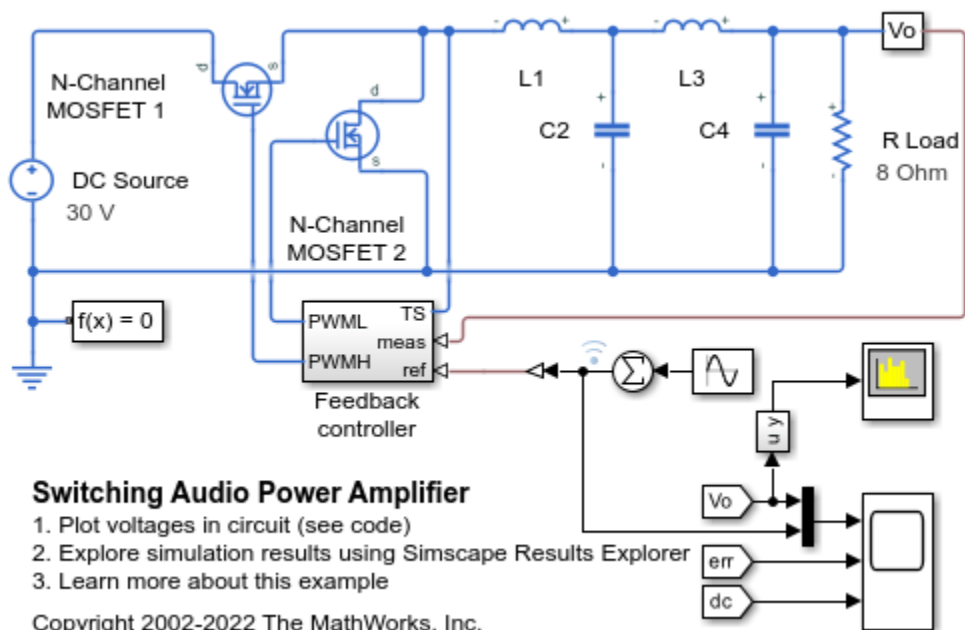 Vo
N-Channel
MOSFET 1
d
s
-
+
-
+
L1
L3
d
+
+
+
C2
C4
R Load
8 Ohm
s
-
-
-
+
-
DC Source
30 V
N-Channel
MOSFET 2
f(x) = 0
PWML
TS
meas
PWMH
ref
Σ
Feedback
controller
u y
Switching Audio Power Amplifier
1. Plot voltages in circuit (see code)
2. Explore simulation results using Simscape Results Explorer
3. Learn more about this example
Copyright 2002-2022 The MathWorks, Inc.
Vo
err
dc